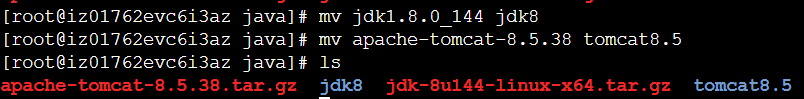 [root@iz01762evc6i3az java]# mv jdk1.8.0_144 jdk8
[root@iz01762evc6i3az java]# mv apache-tomcat-8.5.38 tomcat8.5
[root@iz01762evc6i3az java]# ls
apache-tomcat-8.5.38.tar.gz  jdk8  jdk-8u144-linux-x64.tar.gz  tomcat8.5